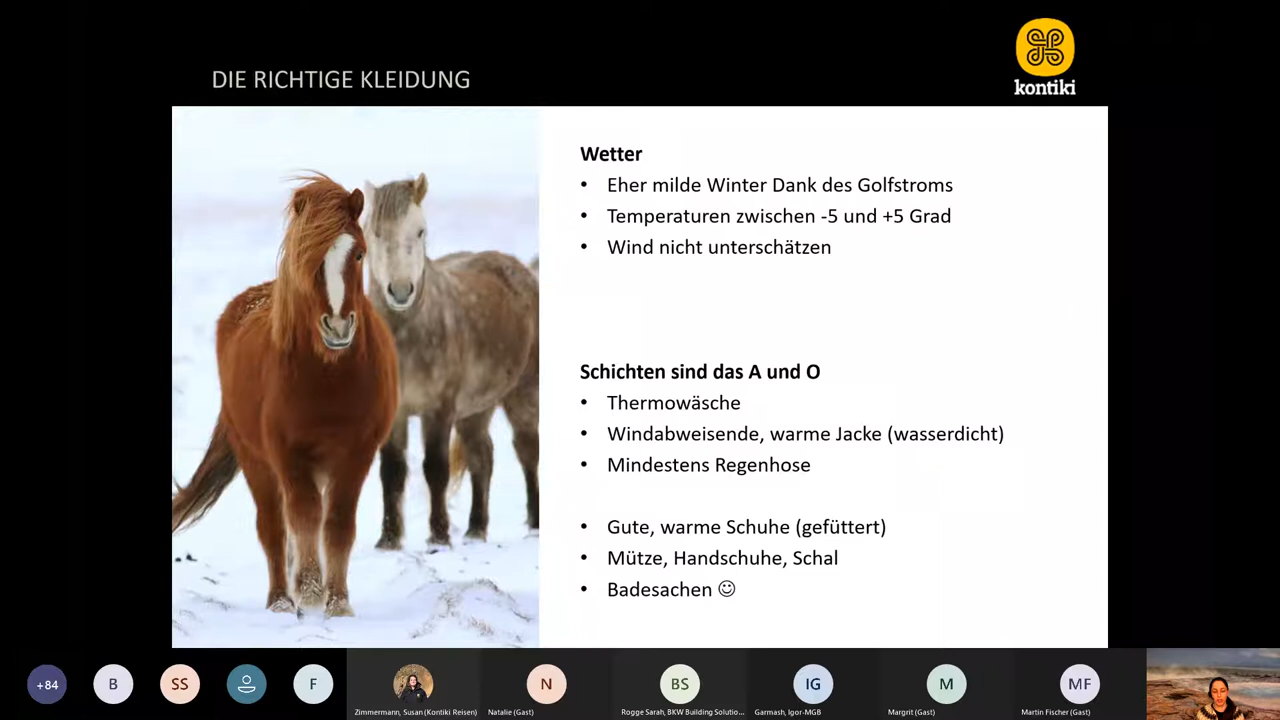 DIE RICHTIGE KLEIDUNG
kontiki
Wetter
• Eher milde Winter Dank des Golfstroms
• Temperaturen zwischen -5 und +5 Grad
• Wind nicht unterschätzen
Schichten sind das A und O
• Thermowäsche
• Windabweisende, warme Jacke (wasserdicht)
• Mindestens Regenhose
• Gute, warme Schuhe (gefüttert)
• Mütze, Handschuhe, Schal
• Badesachen ☺
+84
B
SS
F
N
BS
IG
M
MF
Zimmermann, Susan (Kontiki Reisen)
Natalie (Gast)
Rogge Sarah, BKW Building Solutio...
Garmash, Igor-MGB
Margrit (Gast)
Martin Fischer (Gast)